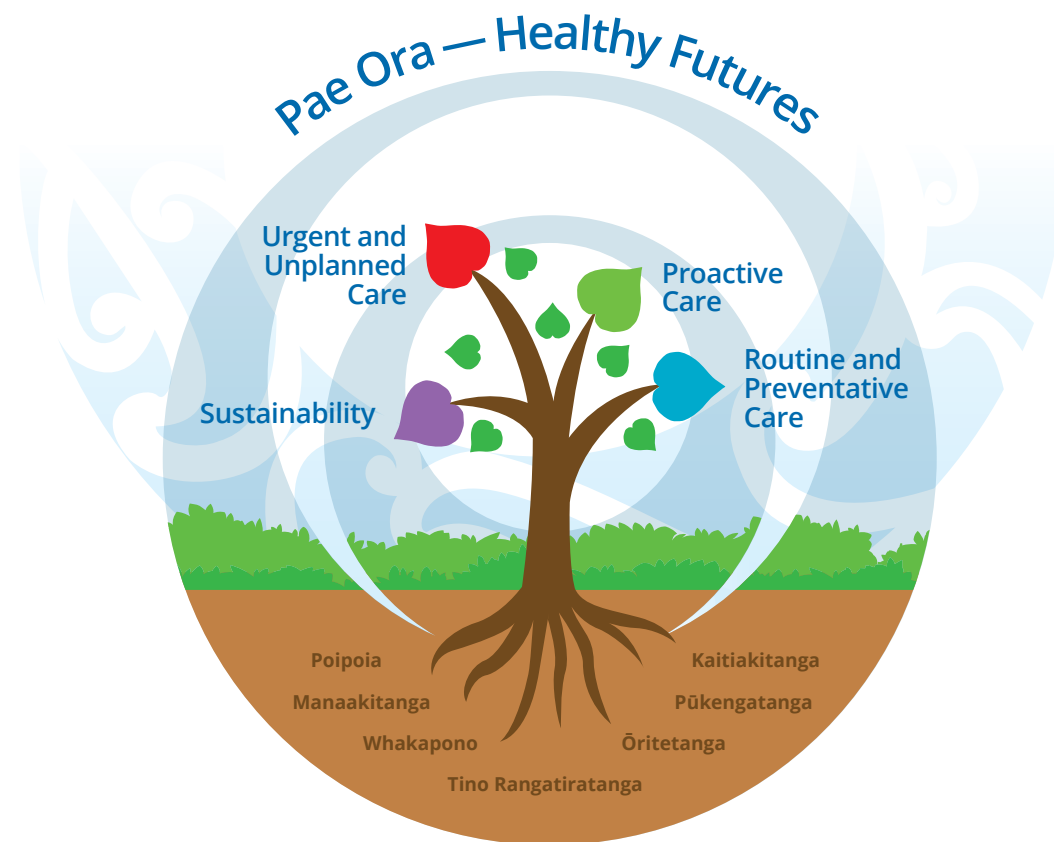 Pae Ora — Healthy Futures
Urgent and
Unplanned
Care
Proactive
Care
Routine and
Preventative
Care
Sustainability
Poipoia
Kaitiakitanga
Manaakitanga
Pūkengatanga
Whakapono
Ōritetanga
Tino Rangatiratanga